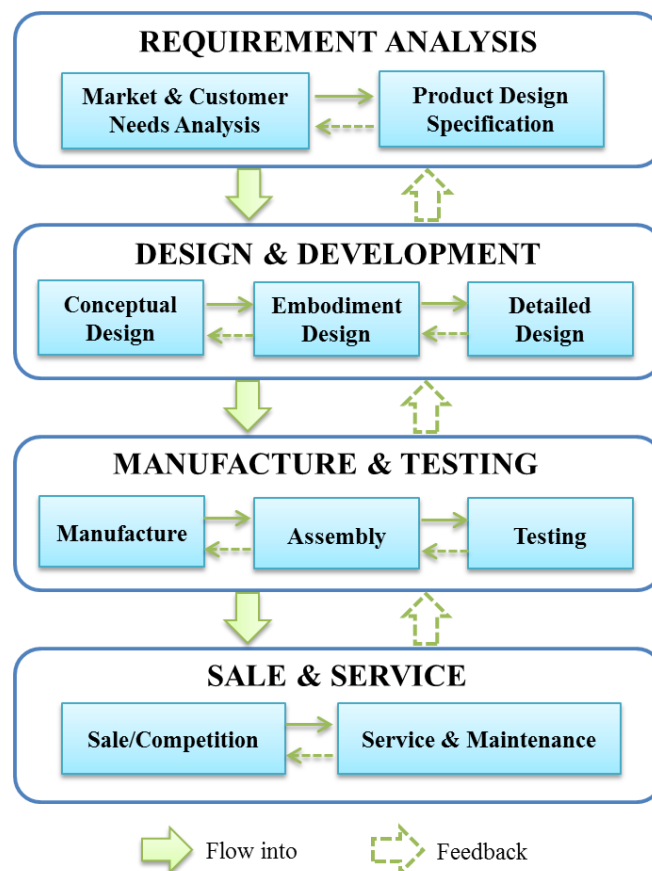 REQUIREMENT ANALYSIS
Market & Customer
Needs Analysis
Product Design
Specification
DESIGN & DEVELOPMENT
Conceptual
Design
Embodiment
Design
Detailed
Design
MANUFACTURE & TESTING
Manufacture
Assembly
Testing
SALE & SERVICE
Sale/Competition
Service & Maintenance
Flow into
Feedback